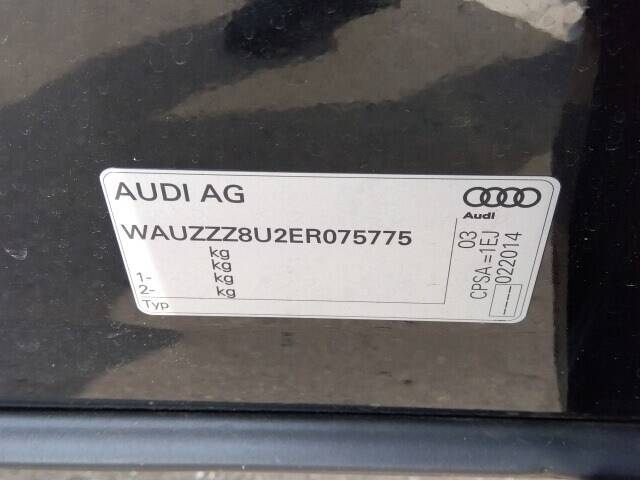 AUDI AG
WAUZZZ8U2ER075775
kg
kg
1- kg
2- kg
Typ
Audi
03
CPSA =1EJ
----022014